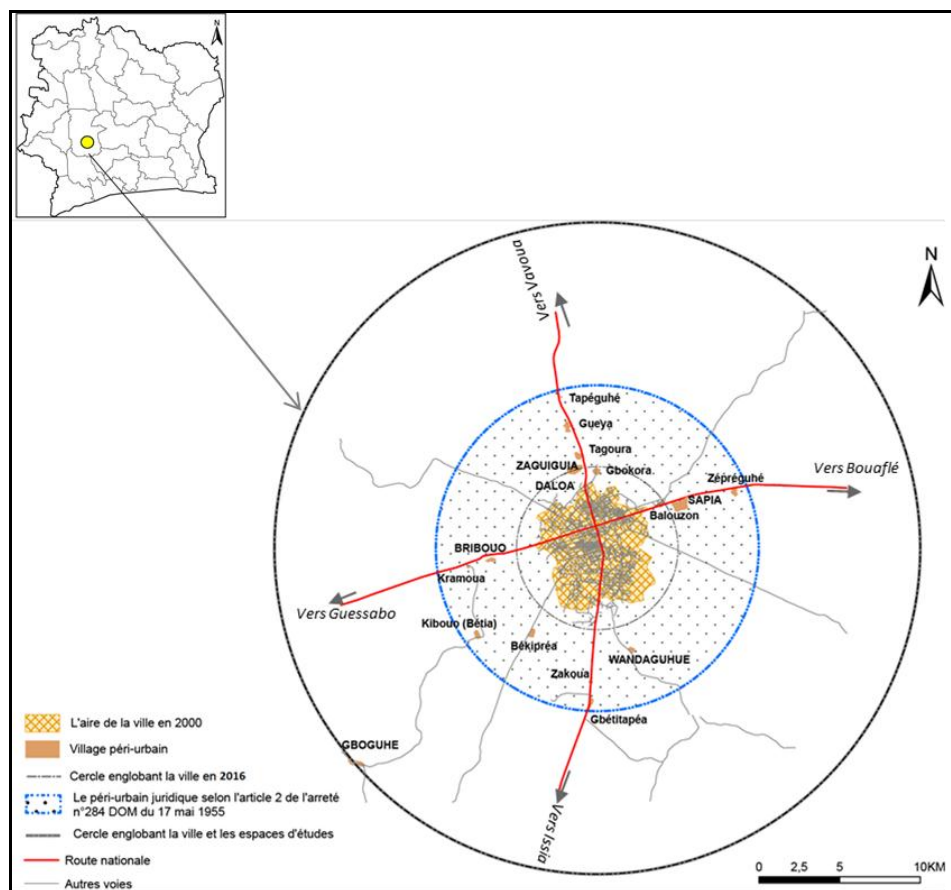 N
N
Vers Vavoua
Tapéguhé
Gueya
Tagoura
ZAGUIGUIA
Gbokora
DALOA
Zépréguhé
Vers Bouaflé
SAPIA
Balouzon
BRIBOUO
Kramoua
Vers Guessabo
Kibouo (Bétia)
Békipréa
WANDAGUHUE
Zakoua
Gbétitapéa
GBOGUHE
Vers Issia
L'aire de la ville en 2000
Village péri-urbain
Cercle englobant la ville en 2016
Le péri-urbain juridique selon l'article 2 de l'arreté
n°284 DOM du 17 mai 1955
Cercle englobant la ville et les espaces d'études
Route nationale
Autres voies
0 2,5 5 10KM